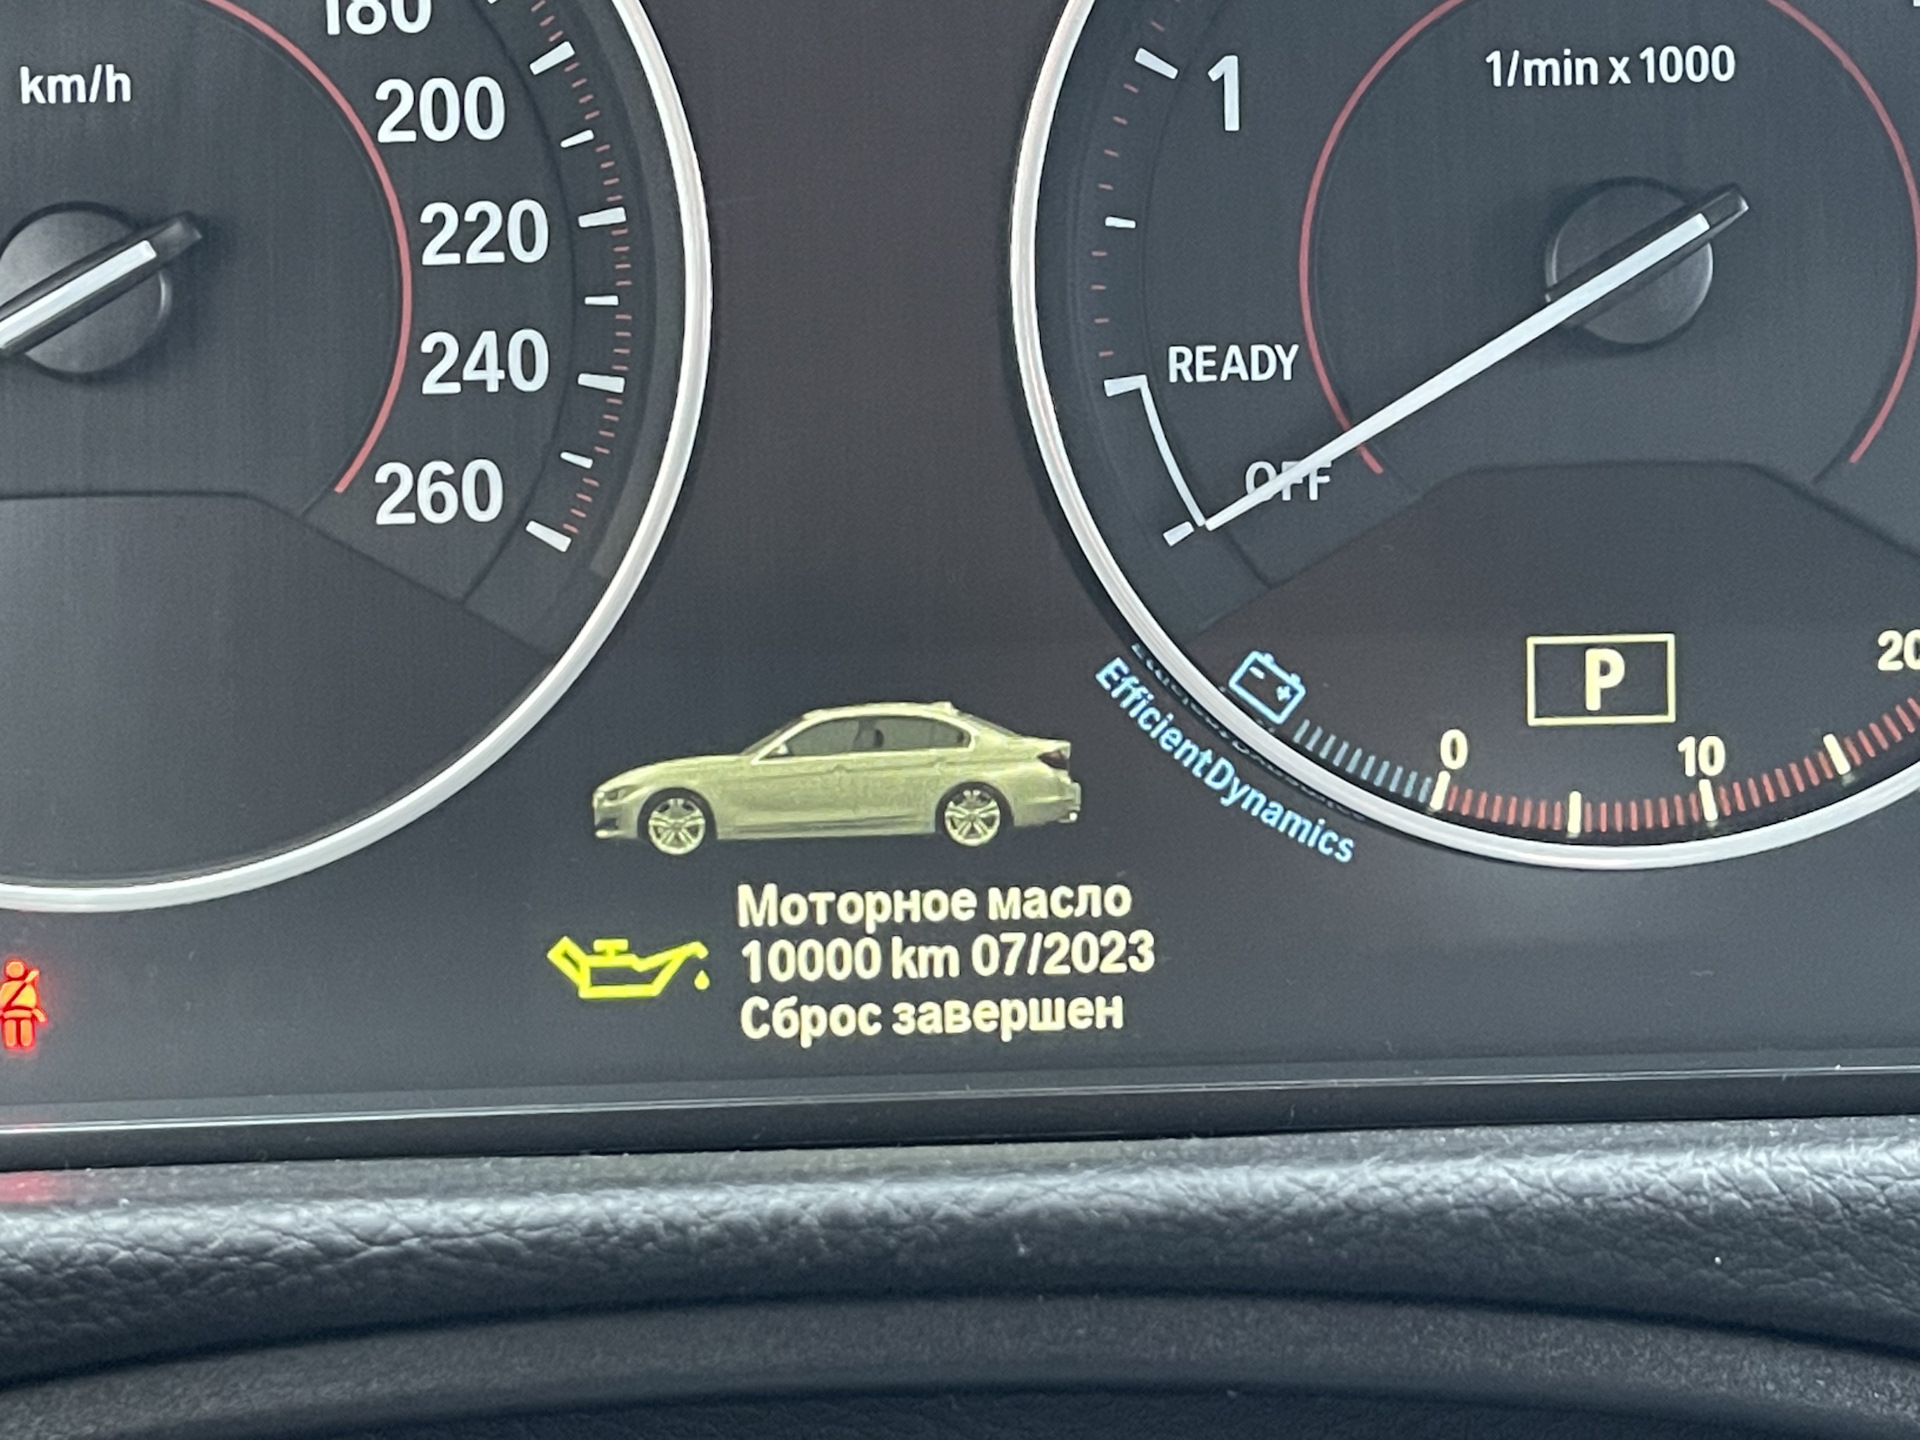 180
km/h
200
220
240
260
1/min x 1000
1
READY
OFF
P
20
0
10
EfficientDynamics
Моторное масло
10000 km 07/2023
Сброс завершен